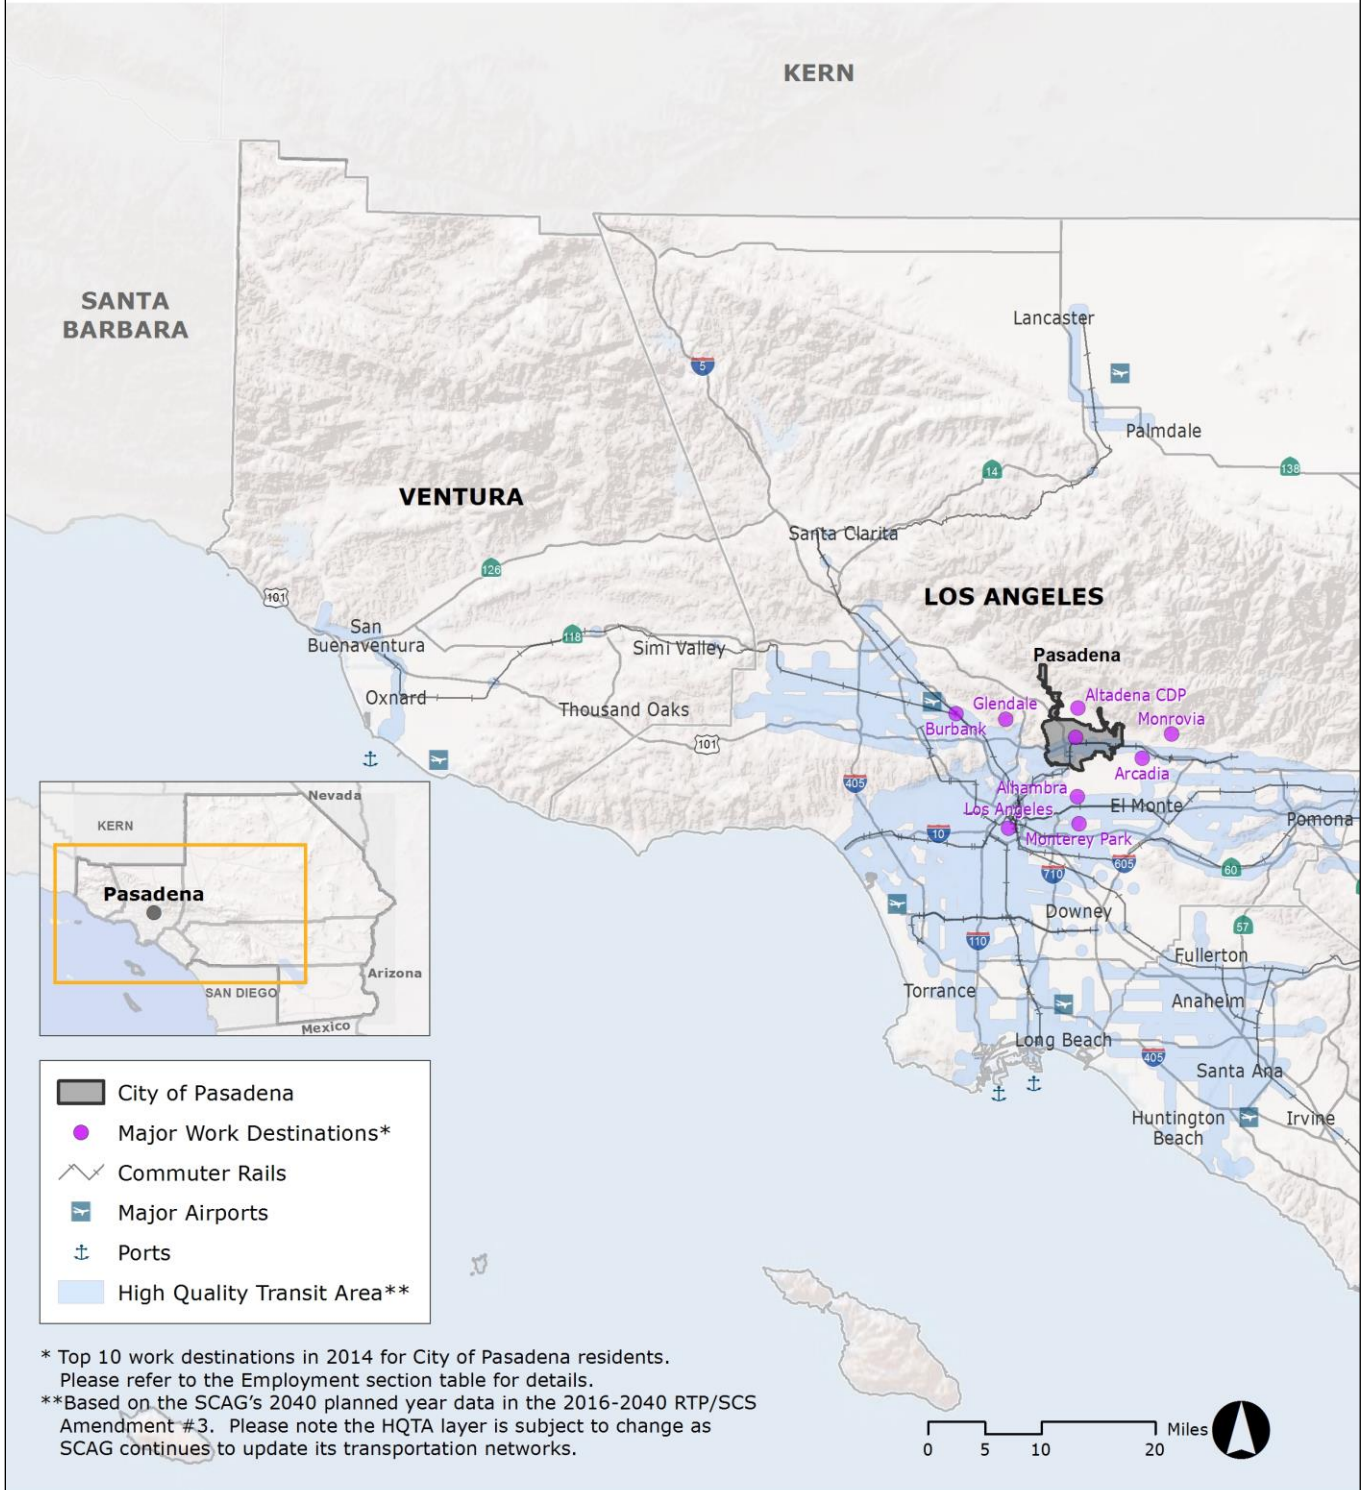 KERN
SANTA
BARBARA
Lancaster
5
Palmdale
14
138
VENTURA
Santa Clarita
126
LOS ANGELES
101
San
Buenaventura
118
Simi Valley
Pasadena
Oxnard
Thousand Oaks
Altadena CDP
Glendale
Monrovia
Burbank
101
Arcadia
405
Alhambra
El Monte
Los Angeles
Pomona
10
Monterey Park
605
60
710
Downey
57
110
Fullerton
Torrance
Anaheim
Long Beach
405
Santa Ana
Huntington
Beach
Irvine
Nevada
KERN
Pasadena
Arizona
SAN DIEGO
Mexico
City of Pasadena
Major Work Destinations*
Commuter Rails
Major Airports
Ports
High Quality Transit Area**
* Top 10 work destinations in 2014 for City of Pasadena residents.
Please refer to the Employment section table for details.
**Based on the SCAG's 2040 planned year data in the 2016-2040 RTP/SCS
Amendment #3. Please note the HQTA layer is subject to change as
SCAG continues to update its transportation networks.
Miles
0 5 10 20